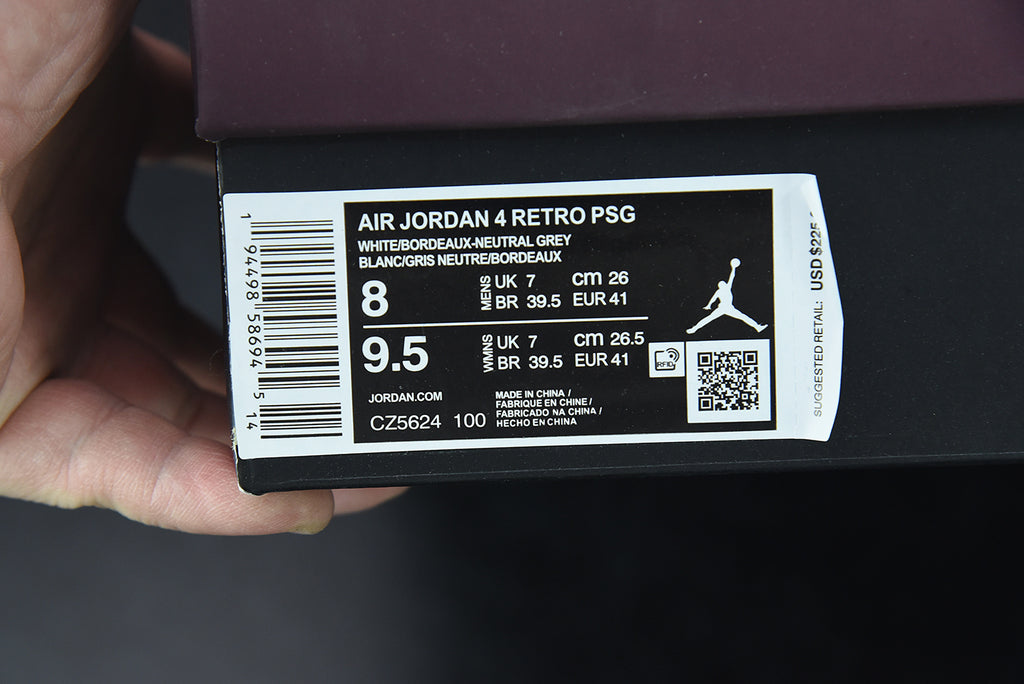 AIR JORDAN 4 RETRO PSG
WHITE/BORDEAUX-NEUTRAL GREY
BLANC/GRIS NEUTRE/BORDEAUX
8 MENS UK 7 cm 26
BR 39.5 EUR 41
9.5 WMNS UK 7 cm 26.5
BR 39.5 EUR 41
JORDAN.COM
CZ5624 100
MADE IN CHINA /
FABRIQUE EN CHINE /
FABRICADO NA CHINA /
HECHO EN CHINA
RFID
1 94498 58694 5 14
SUGGESTED RETAIL: USD $225